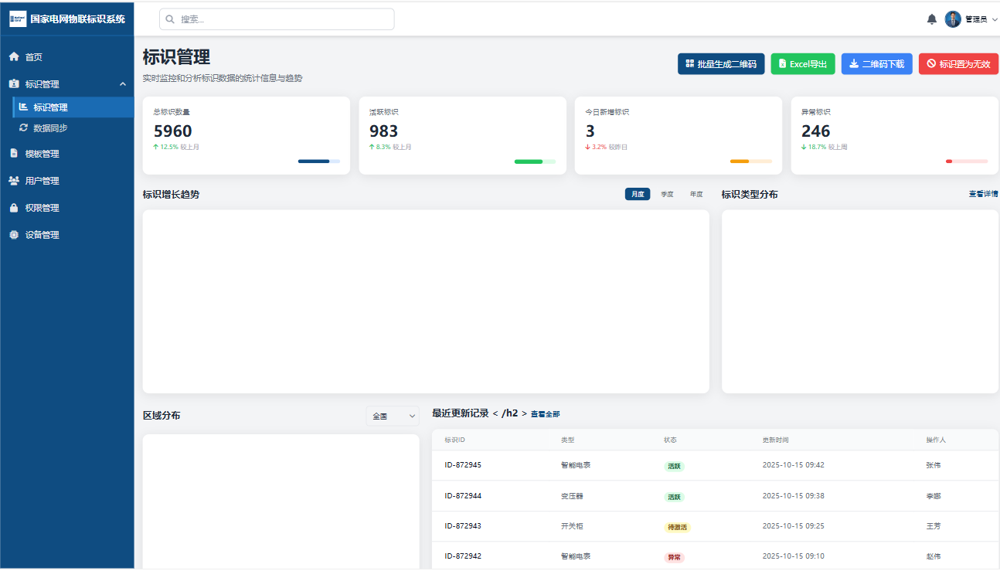 国家电网物联标识系统
搜索...
管理员
首页
标识管理
标识管理
数据同步
模板管理
用户管理
权限管理
设备管理
标识管理
实时监控和分析标识数据的统计信息与趋势
批量生成二维码
Excel导出
二维码下载
标识置为无效
总标识数量
5960
12.5% 较上月
活跃标识
983
8.3% 较上月
今日新增标识
3
3.2% 较昨日
异常标识
246
18.7% 较上周
标识增长趋势
月度 季度 年度
标识类型分布
查看详情
区域分布
全国
最近更新记录 < /h2 > 查看全部
标识ID 类型 状态 更新时间 操作人
ID-872945 智能电表 活跃 2025-10-15 09:42 张伟
ID-872944 变压器 活跃 2025-10-15 09:38 李娜
ID-872943 开关柜 待激活 2025-10-15 09:25 王芳
ID-872942 智能电表 异常 2025-10-15 09:10 赵伟